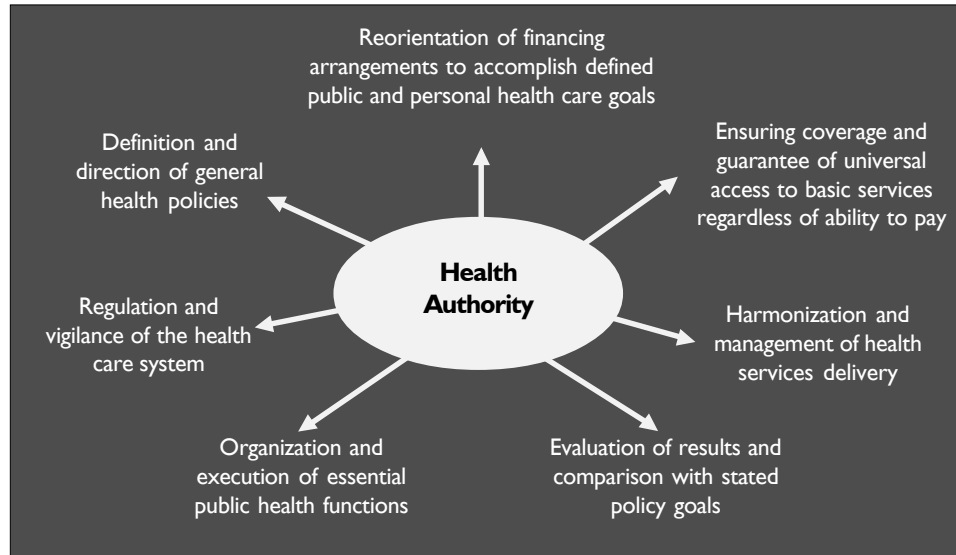 Reorientation of financing
arrangements to accomplish defined
public and personal health care goals
Definition and
direction of general
health policies
Ensuring coverage and
guarantee of universal
access to basic services
regardless of ability to pay
Health
Authority
Regulation and
vigilance of the health
care system
Harmonization and
management of health
services delivery
Organization and
execution of essential
public health functions
Evaluation of results and
comparison with stated
policy goals